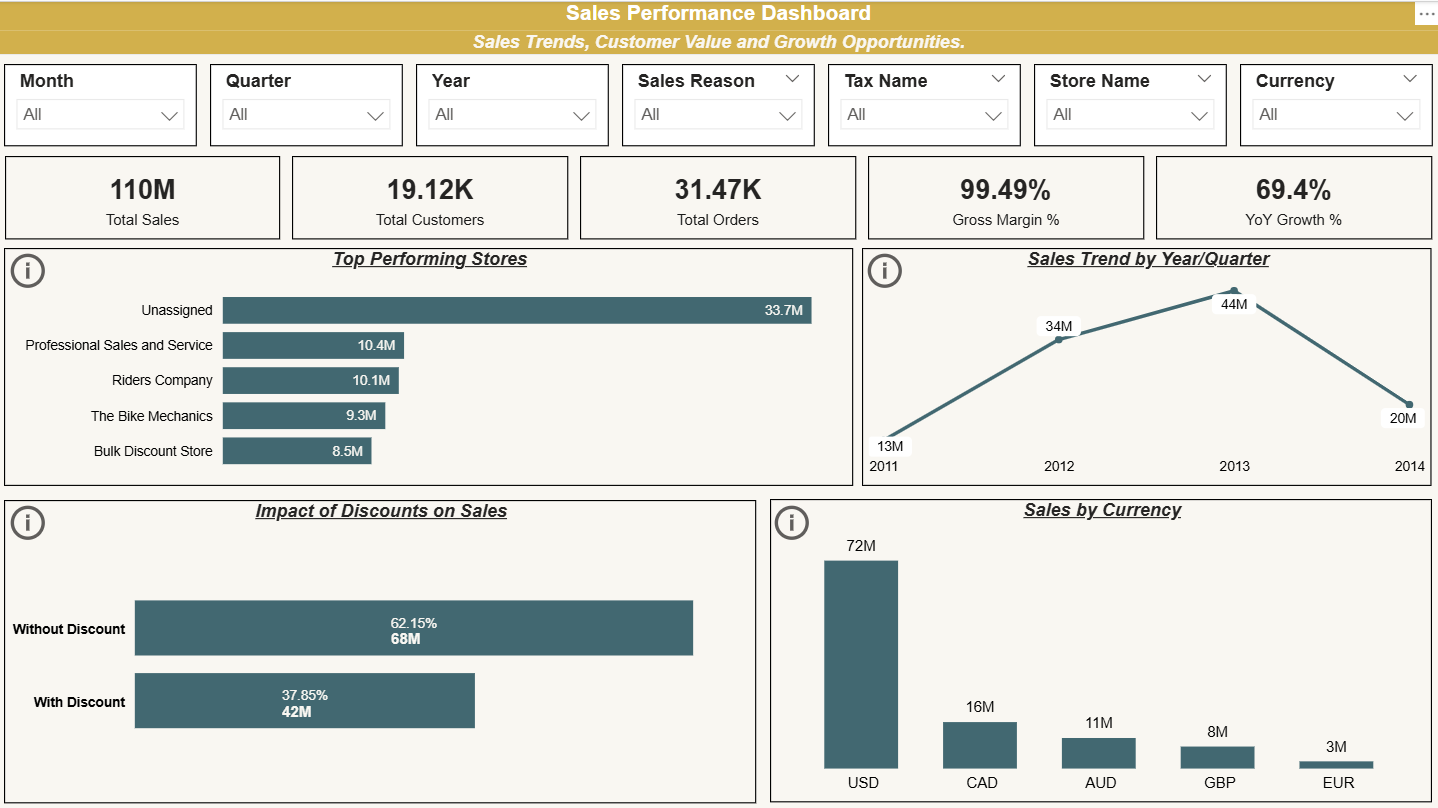 Sales Performance Dashboard
Sales Trends, Customer Value and Growth Opportunities.
Month
All
Quarter
All
Year
All
Sales Reason
All
Tax Name
All
Store Name
All
Currency
All
110M
Total Sales
19.12K
Total Customers
31.47K
Total Orders
99.49%
Gross Margin %
69.4%
YoY Growth %
Top Performing Stores
Unassigned 33.7M
Professional Sales and Service 10.4M
Riders Company 10.1M
The Bike Mechanics 9.3M
Bulk Discount Store 8.5M
Sales Trend by Year/Quarter
13M
34M
44M
20M
2011 2012 2013 2014
Impact of Discounts on Sales
Without Discount
62.15%
68M
With Discount
37.85%
42M
Sales by Currency
72M
16M
11M
8M
3M
USD CAD AUD GBP EUR